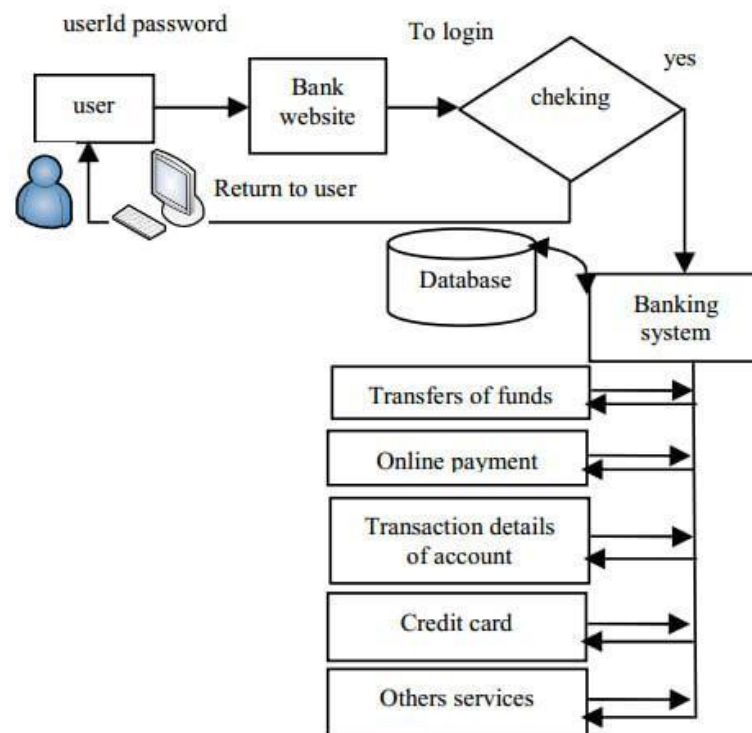 userId password
To login
yes
user
Bank
website
cheking
Return to user
Database
Banking
system
Transfers of funds
Online payment
Transaction details
of account
Credit card
Others services